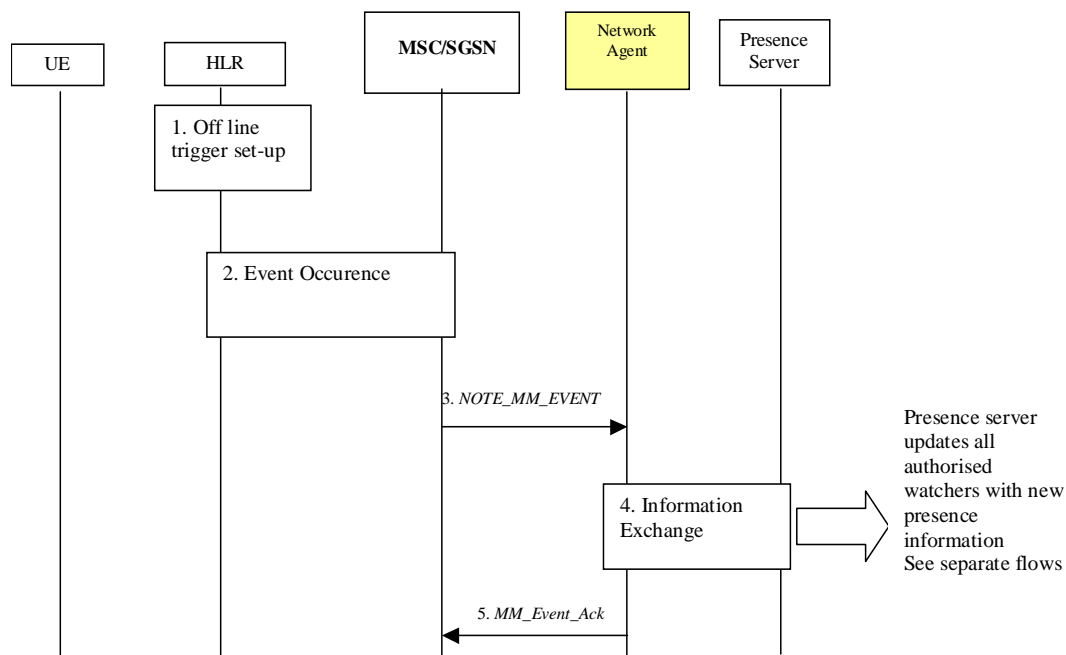 UE
HLR
MSC/SGSN
Network
Agent
Presence
Server
1. Off line
trigger set-up
2. Event Occurence
3. NOTE_MM_EVENT
4. Information
Exchange
Presence server
updates all
authorised
watchers with new
presence
information
See separate flows
5. MM_Event_Ack